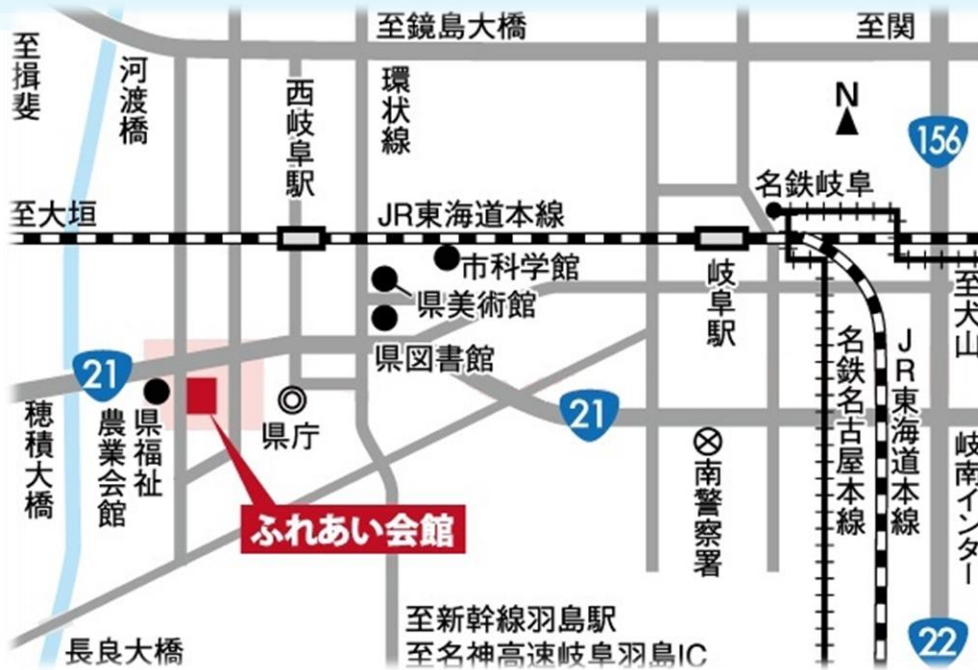 至鏡島大橋
至関
至揖斐
河渡橋
西岐阜駅
環状線
N
156
名鉄岐阜
至大垣
JR東海道本線
市科学館
県美術館
岐阜駅
至犬山
県図書館
21
穂積大橋
農業会館
県福祉
県庁
21
名鉄名古屋本線
JR東海道本線
南警察署
岐南インター
ふれあい会館
長良大橋
至新幹線羽島駅
至名神高速岐阜羽島IC
22